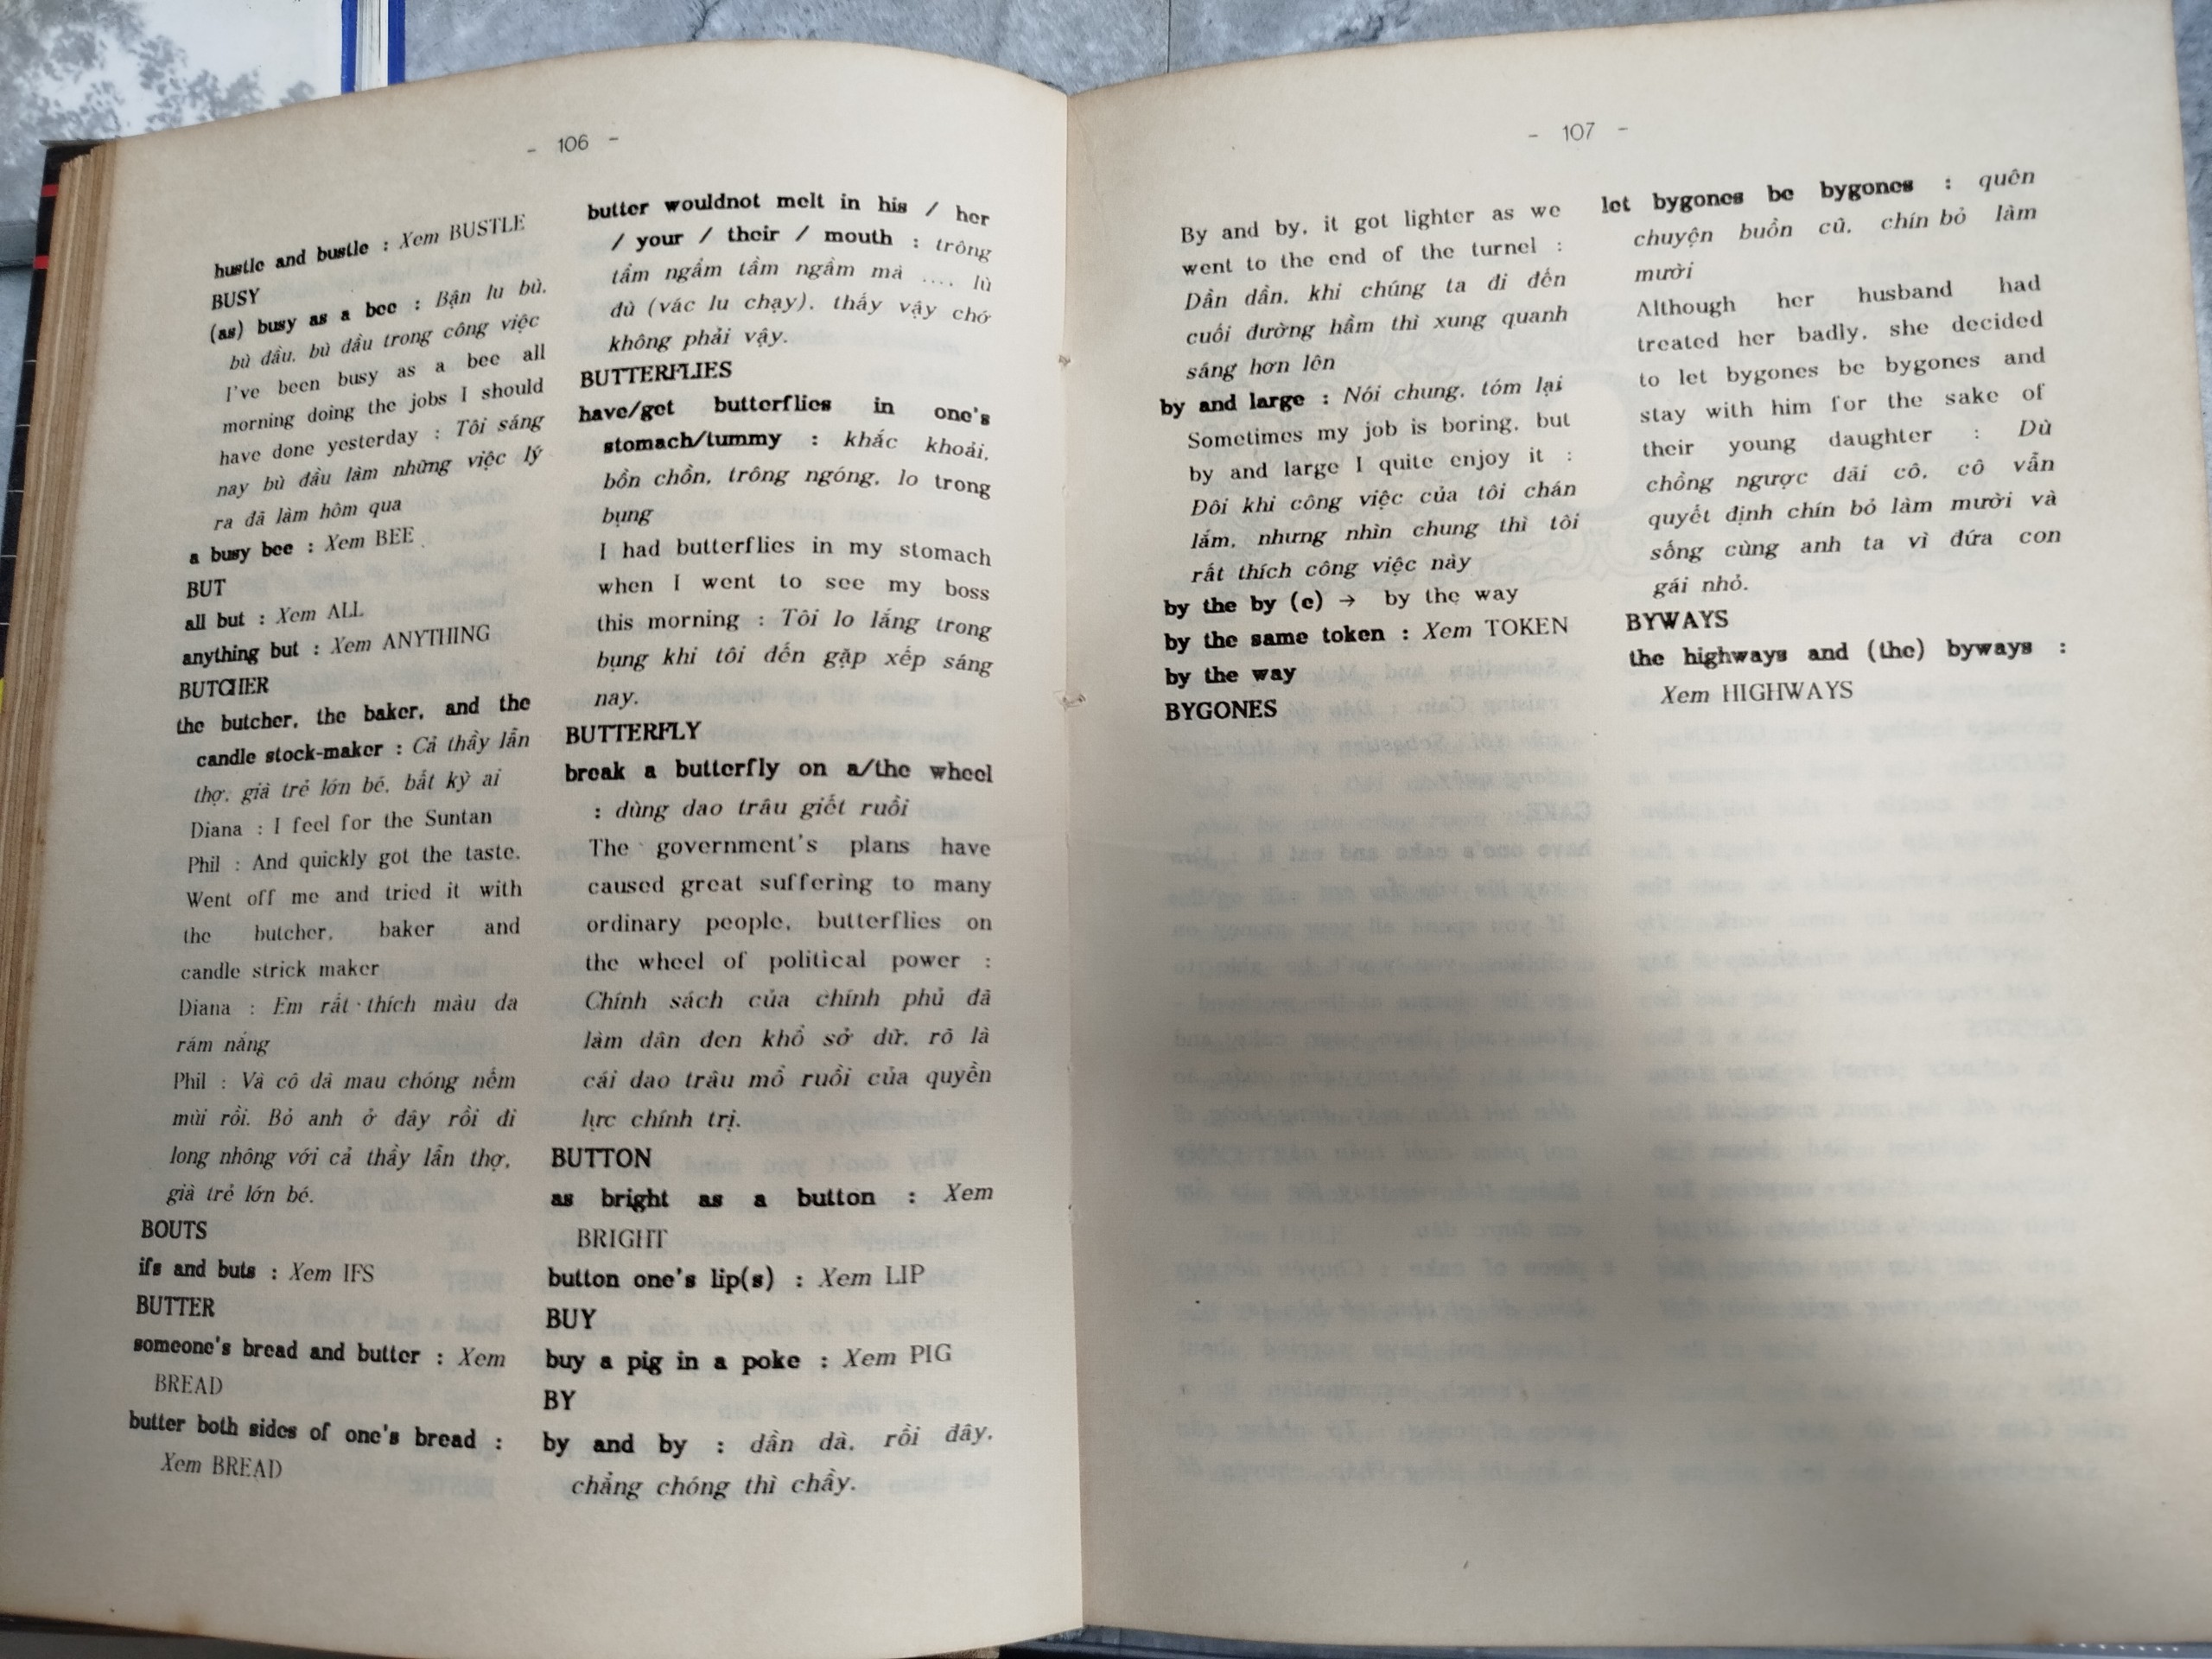 - 106 -
hustle and bustle : Xem BUSTLE
BUSY
(as) busy as a bee : Bận lu bù,
bù đầu, bù đầu trong công việc
I've been busy as a bee all
morning doing the jobs I should
have done yesterday : Tôi sáng
nay bù đầu làm những việc lý
ra đã làm hôm qua
a busy bee : Xem BEE
BUT
all but : Xem ALL
anything but : Xem ANYTHING
BUTCHER
the butcher, the baker, and the
candle stock-maker : Cả thầy lẫn
thợ, già trẻ lớn bé, bất kỳ ai
Diana : I feel for the Suntan
Phil : And quickly got the taste.
Went off me and tried it with
the butcher, baker and
candle strick maker
Diana : Em rất thích màu da
rám nắng
Phil : Và cô đã mau chóng nếm
mùi rồi. Bỏ anh ở đây rồi đi
long nhông với cả thầy lẫn thợ,
già trẻ lớn bé.
BOUTS
ifs and buts : Xem IFS
BUTTER
someone's bread and butter : Xem
BREAD
butter both sides of one's bread :
Xem BREAD
butter wouldnot melt in his / her
/ your / their / mouth : trông
tẩm ngẩm tầm ngầm mà .... lù
đù (vác lu chạy), thấy vậy chớ
không phải vậy.
BUTTERFLIES
have/get butterflies in one's
stomach/tummy : khắc khoải,
bồn chồn, trông ngóng, lo trong
bụng
I had butterflies in my stomach
when I went to see my boss
this morning : Tôi lo lắng trong
bụng khi tôi đến gặp xếp sáng
nay.
BUTTERFLY
break a butterfly on a/the wheel
: dùng dao trâu giết ruồi
The government's plans have
caused great suffering to many
ordinary people, butterflies on
the wheel of political power :
Chính sách của chính phủ đã
làm dân đen khổ sở dữ, rõ là
cái dao trâu mổ ruồi của quyền
lực chính trị.
BUTTON
as bright as a button : Xem
BRIGHT
button one's lip(s) : Xem LIP
BUY
buy a pig in a poke : Xem PIG
BY
by and by : dần dà, rồi đây,
chẳng chóng thì chầy.
- 107 -
By and by, it got lighter as we
went to the end of the turnel :
Dần dần, khi chúng ta đi đến
cuối đường hầm thì xung quanh
sáng hơn lên
by and large : Nói chung, tóm lại
Sometimes my job is boring, but
by and large I quite enjoy it :
Đôi khi công việc của tôi chán
lắm, nhưng nhìn chung thì tôi
rất thích công việc này
by the by (e) → by the way
by the same token : Xem TOKEN
by the way
BYGONES
let bygones be bygones : quên
chuyện buồn cũ, chín bỏ làm
mười
Although her husband had
treated her badly, she decided
to let bygones be bygones and
stay with him for the sake of
their young daughter : Dù
chồng ngược đãi cô, cô vẫn
quyết định chín bỏ làm mười và
sống cùng anh ta vì đứa con
gái nhỏ.
BYWAYS
the highways and (the) byways :
Xem HIGHWAYS